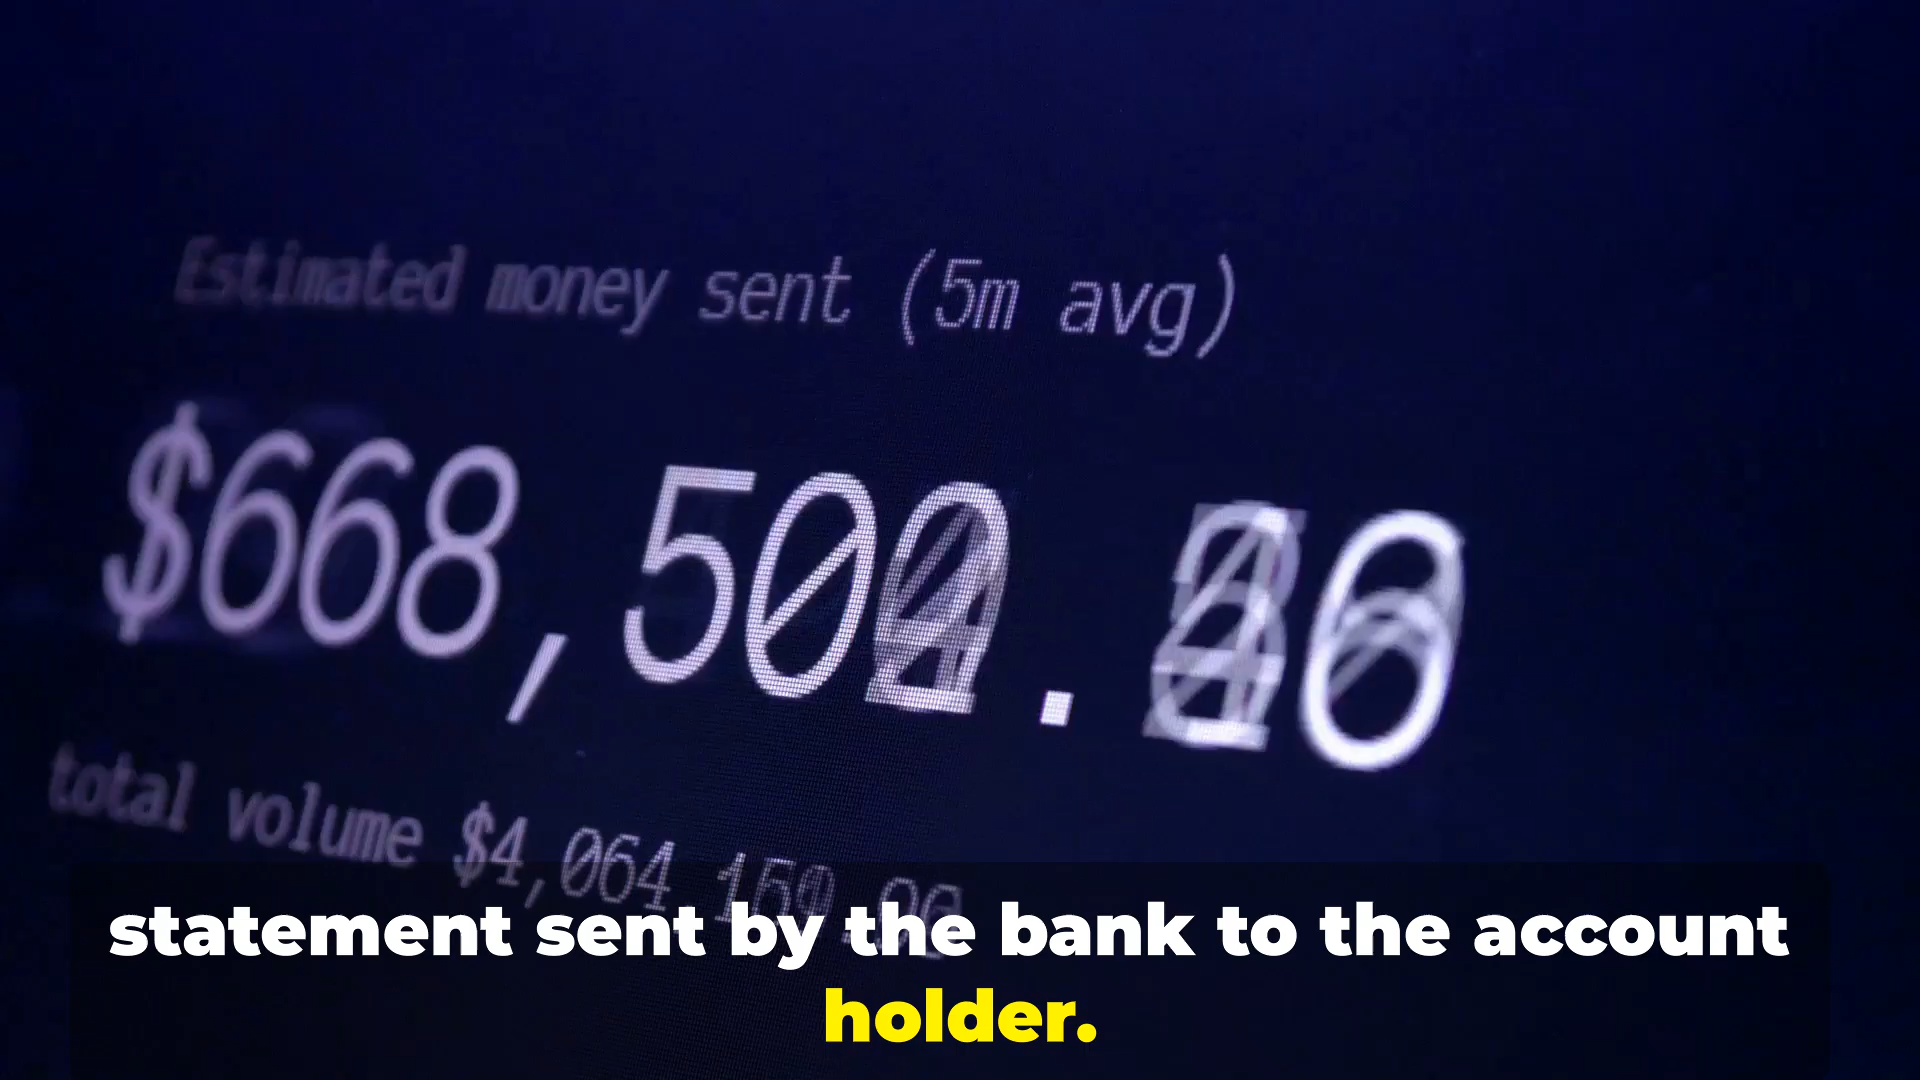 Estimated money sent (5m avg)
$668,50
total volume $4,064
statement sent by the bank to the account
holder.